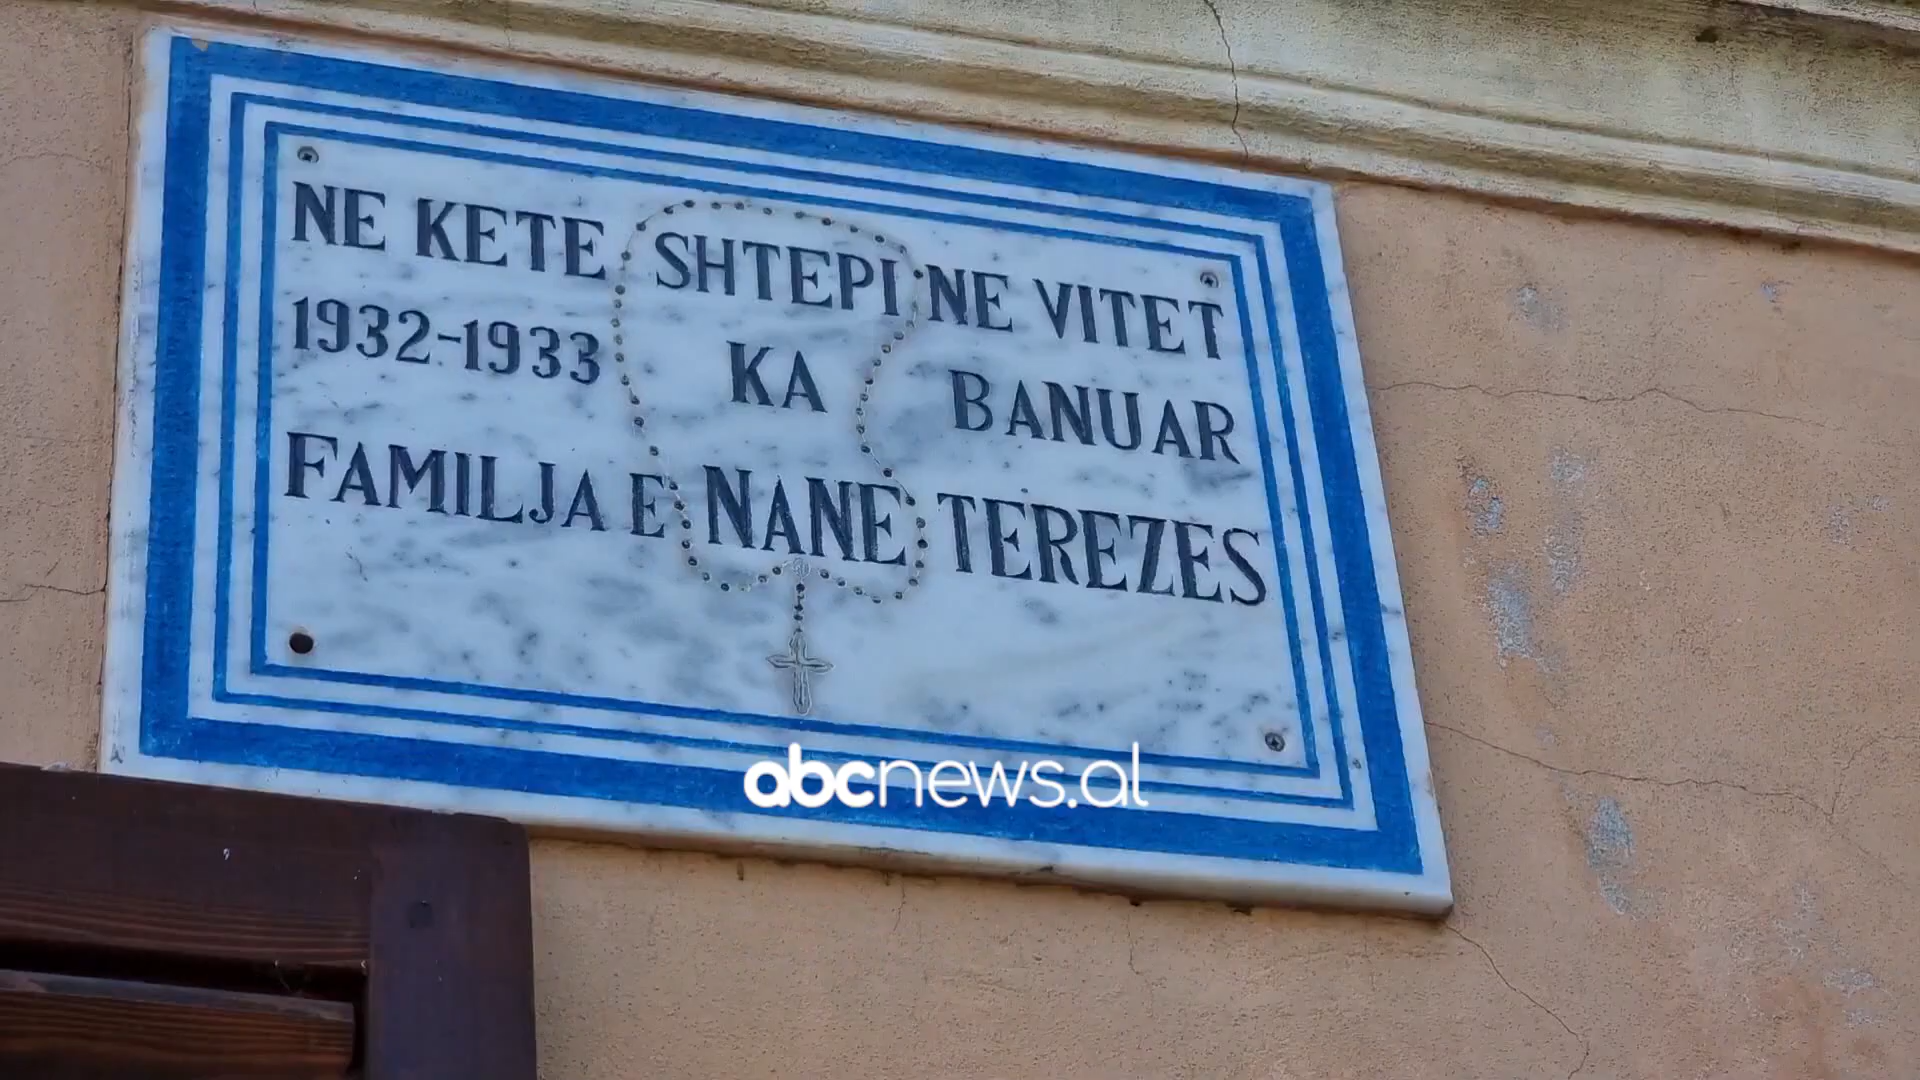 NE KETE SHTEPI NE VITET
1932-1933 KA BANUAR
FAMILJA E NANE TEREZES
abcnews.al